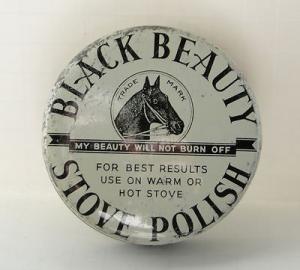 BLACK BEAUTY
TRADE MARK
MY BEAUTY WILL NOT BURN OFF
FOR BEST RESULTS
USE ON WARM OR
HOT STOVE
STOVE POLISH